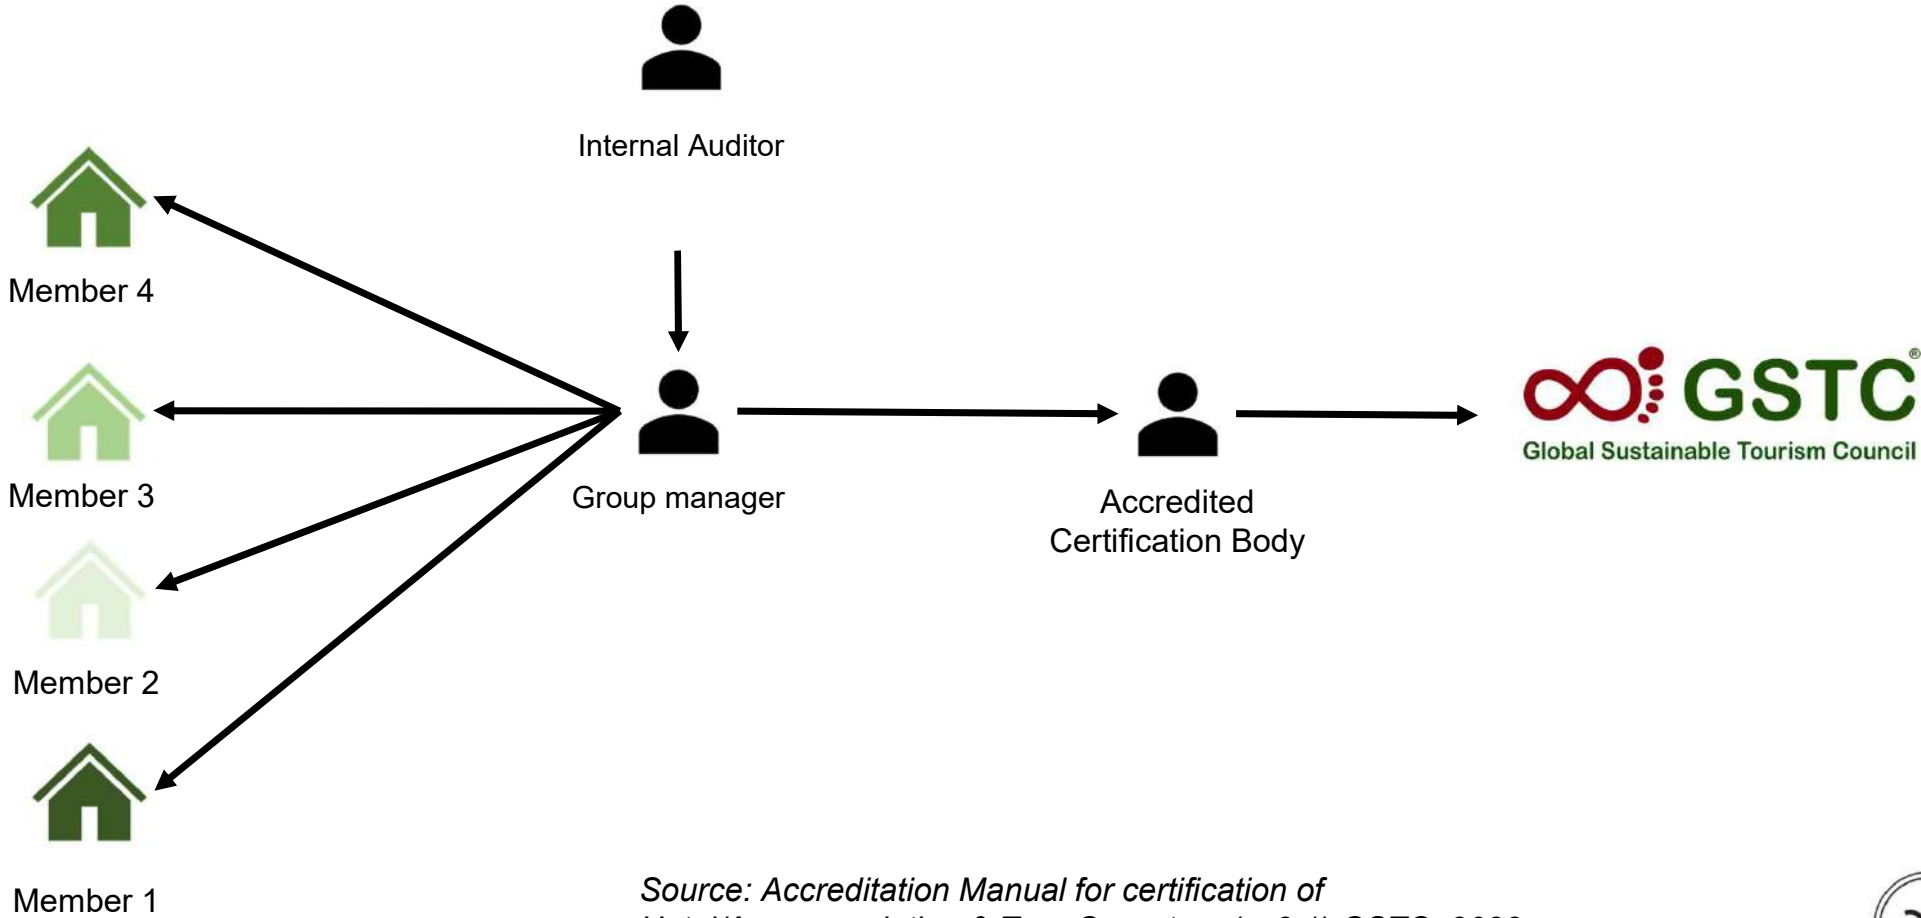 Internal Auditor
Member 4
Member 3
Member 2
Member 1
Group manager
Accredited
Certification Body
GSTC®
Global Sustainable Tourism Council
Source: Accreditation Manual for certification of